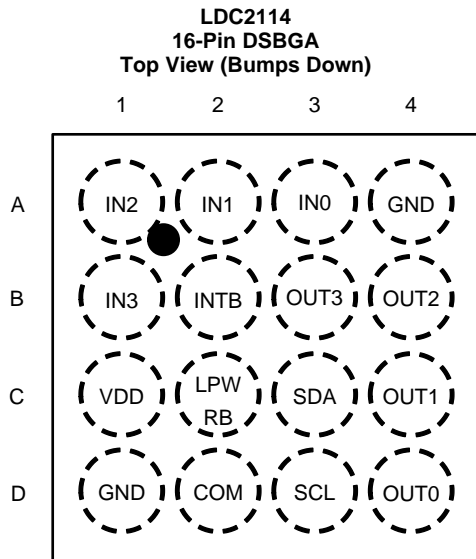 LDC2114
16-Pin DSBGA
Top View (Bumps Down)
1 2 3 4
A IN2 IN1 IN0 GND
B IN3 INTB OUT3 OUT2
C VDD LPW RB SDA OUT1
D GND COM SCL OUT0